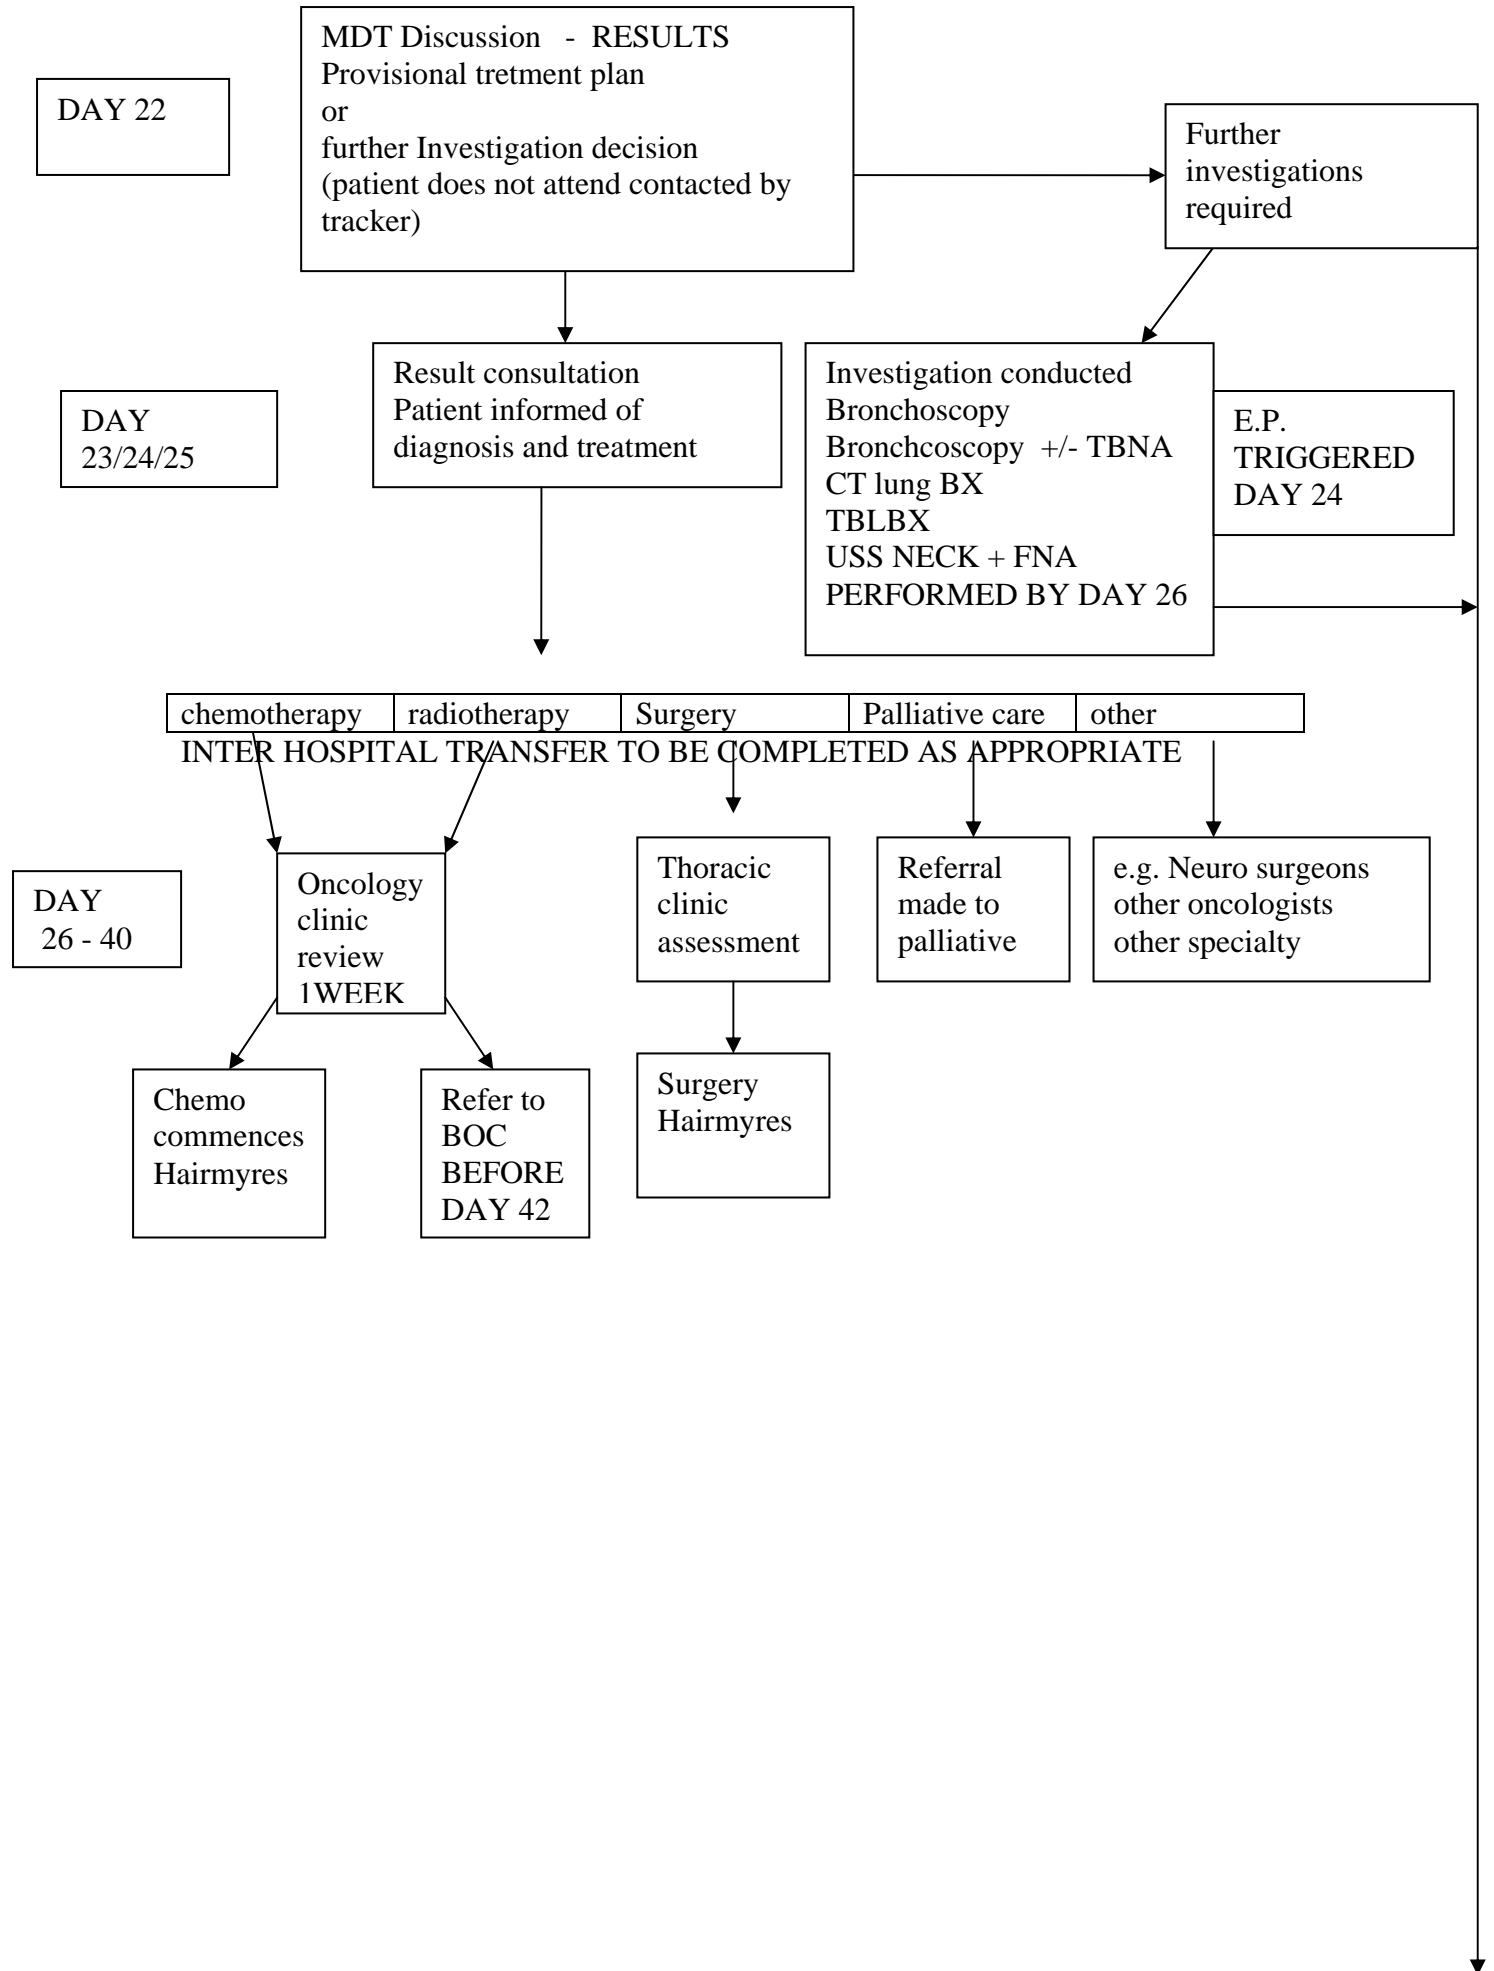 MDT Discussion   -  RESULTS
Provisional tretment plan
or
further Investigation decision
(patient does not attend contacted by
tracker)
DAY 22
Further
investigations
required
DAY
23/24/25
Result consultation
Patient informed of
diagnosis and treatment
Investigation conducted
Bronchoscopy
Bronchcoscopy  +/- TBNA
CT lung BX
TBLBX
USS NECK + FNA
PERFORMED BY DAY 26
E.P.
TRIGGERED
DAY 24
chemotherapy radiotherapy Surgery Palliative care other
INTER HOSPITAL TRANSFER TO BE COMPLETED AS APPROPRIATE
DAY
26 - 40
Oncology
clinic
review
1WEEK
Thoracic
clinic
assessment
Referral
made to
palliative
e.g. Neuro surgeons
other oncologists
other specialty
Chemo
commences
Hairmyres
Refer to
BOC
BEFORE
DAY 42
Surgery
Hairmyres